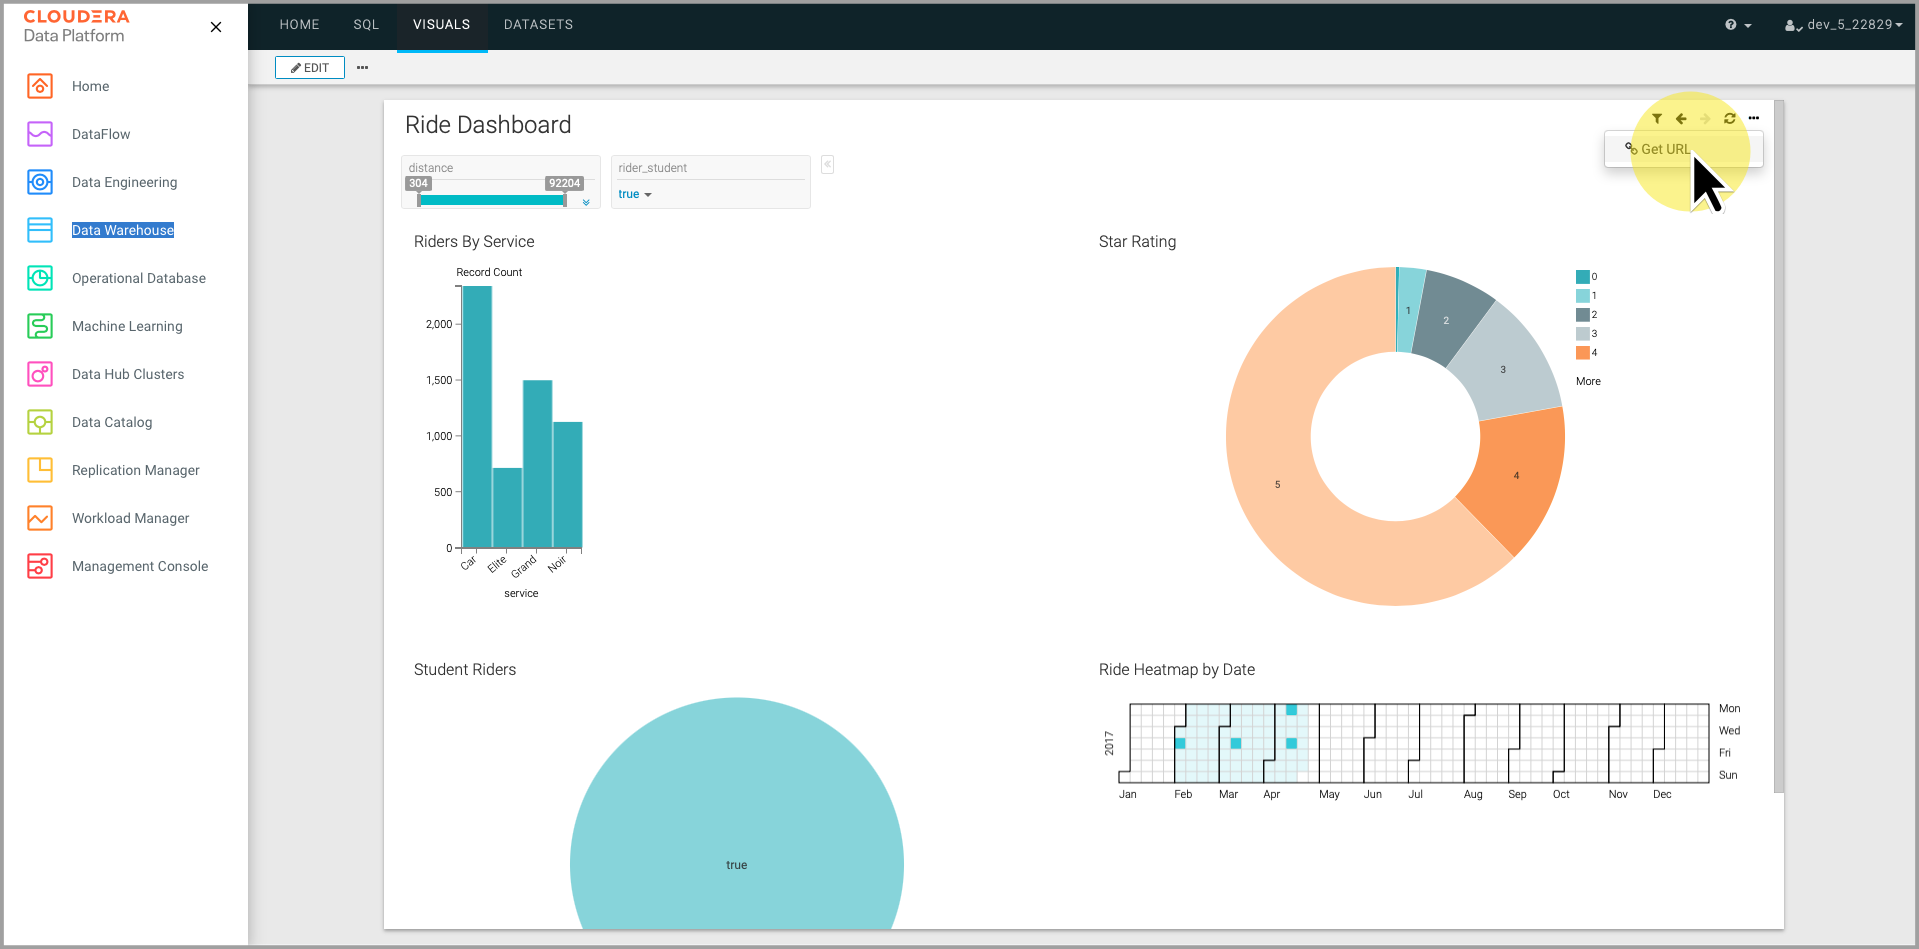 CLOUDERA
Data Platform
Home
DataFlow
Data Engineering
Data Warehouse
Operational Database
Machine Learning
Data Hub Clusters
Data Catalog
Replication Manager
Workload Manager
Management Console
HOME SQL VISUALS DATASETS
dev_5_22829
EDIT
Ride Dashboard
Get URL
distance
304 92204
rider_student
true
Riders By Service
Record Count
2,000
1,500
1,000
500
0
Car Elite Grand Noir
service
Star Rating
1
2
3
4
5
0
1
2
3
4
More
Student Riders
true
Ride Heatmap by Date
2017
Mon
Wed
Fri
Sun
Jan Feb Mar Apr May Jun Jul Aug Sep Oct Nov Dec